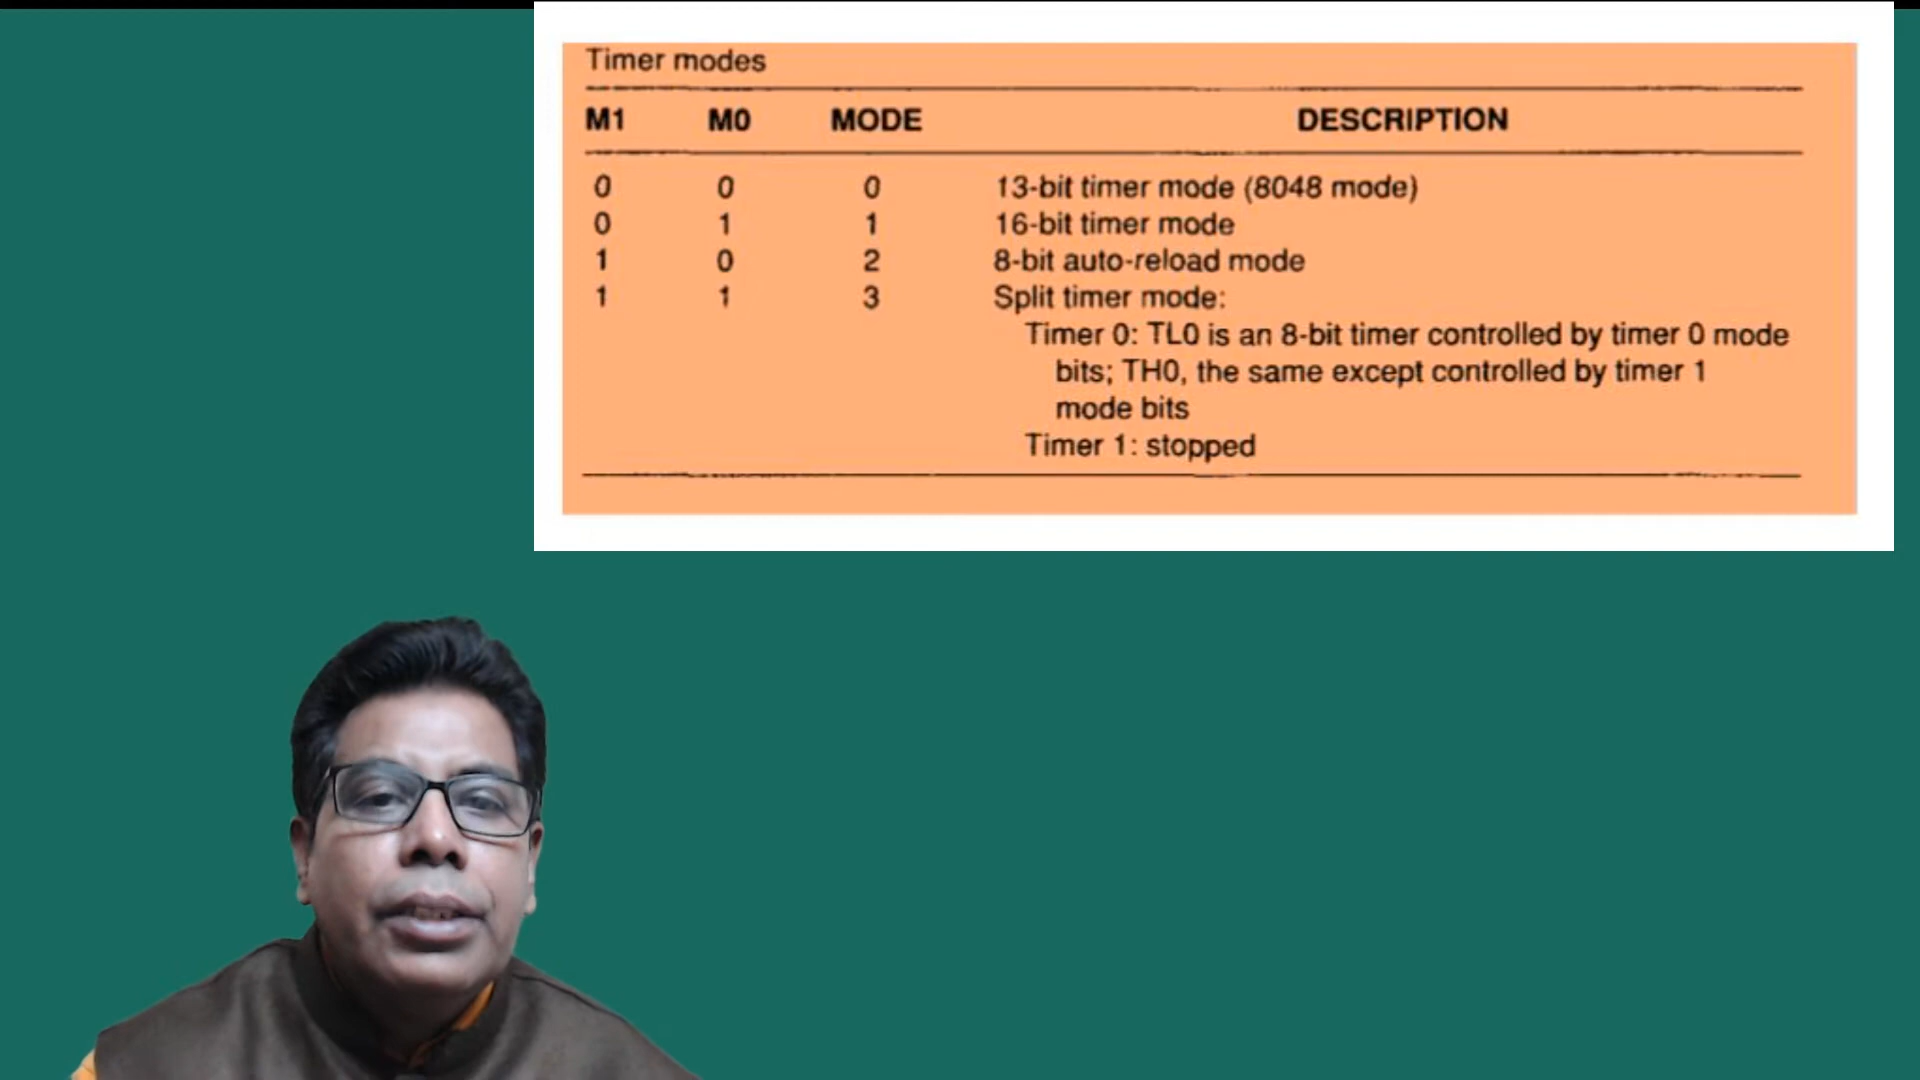 Timer modes
M1 M0 MODE DESCRIPTION
0 0 0 13-bit timer mode (8048 mode)
0 1 1 16-bit timer mode
1 0 2 8-bit auto-reload mode
1 1 3 Split timer mode:
Timer 0: TL0 is an 8-bit timer controlled by timer 0 mode
bits; TH0, the same except controlled by timer 1
mode bits
Timer 1: stopped